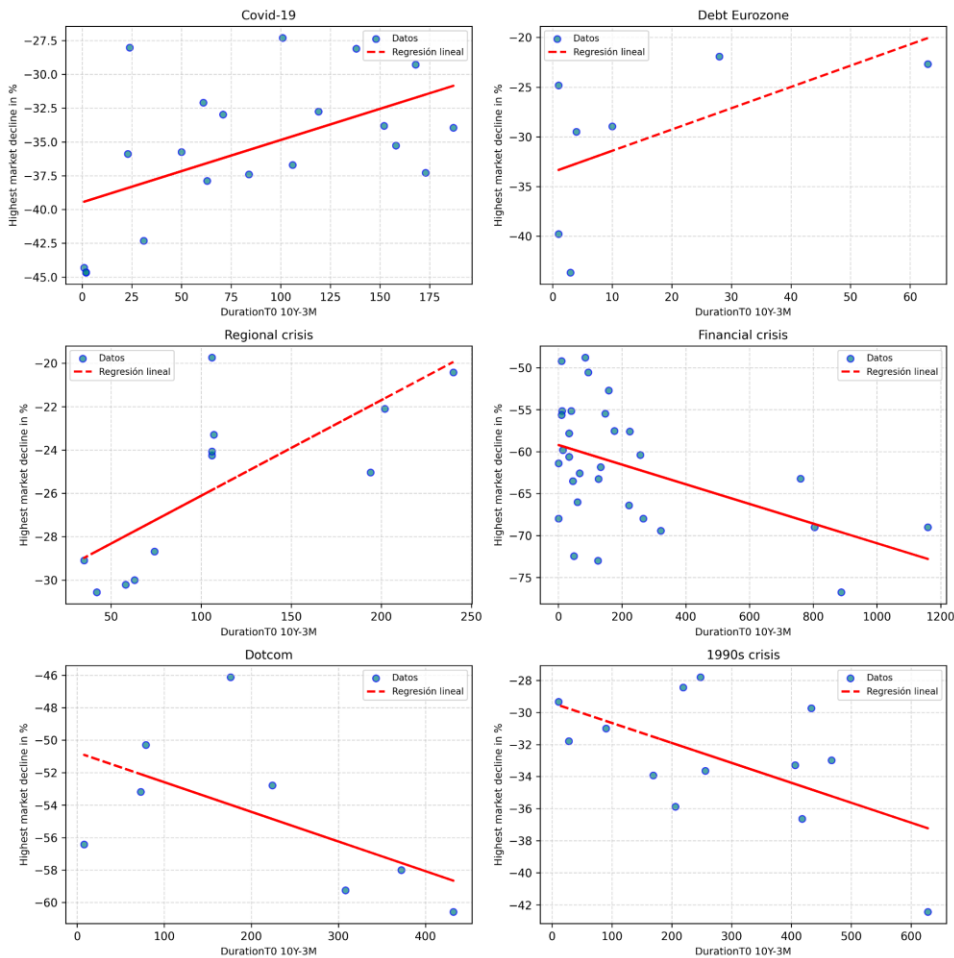 Covid-19
Highest market decline in %
−27.5
−30.0
−32.5
−35.0
−37.5
−40.0
−42.5
−45.0
Datos
Regresión lineal
0 25 50 75 100 125 150 175
DurationT0 10Y-3M
Debt Eurozone
Highest market decline in %
−20
−25
−30
−35
−40
Datos
Regresión lineal
0 10 20 30 40 50 60
DurationT0 10Y-3M
Regional crisis
Highest market decline in %
−20
−22
−24
−26
−28
−30
Datos
Regresión lineal
50 100 150 200 250
DurationT0 10Y-3M
Financial crisis
Highest market decline in %
−50
−55
−60
−65
−70
−75
Datos
Regresión lineal
0 200 400 600 800 1000 1200
DurationT0 10Y-3M
Dotcom
Highest market decline in %
−46
−48
−50
−52
−54
−56
−58
−60
Datos
Regresión lineal
0 100 200 300 400
DurationT0 10Y-3M
1990s crisis
Highest market decline in %
−28
−30
−32
−34
−36
−38
−40
−42
Datos
Regresión lineal
0 100 200 300 400 500 600
DurationT0 10Y-3M